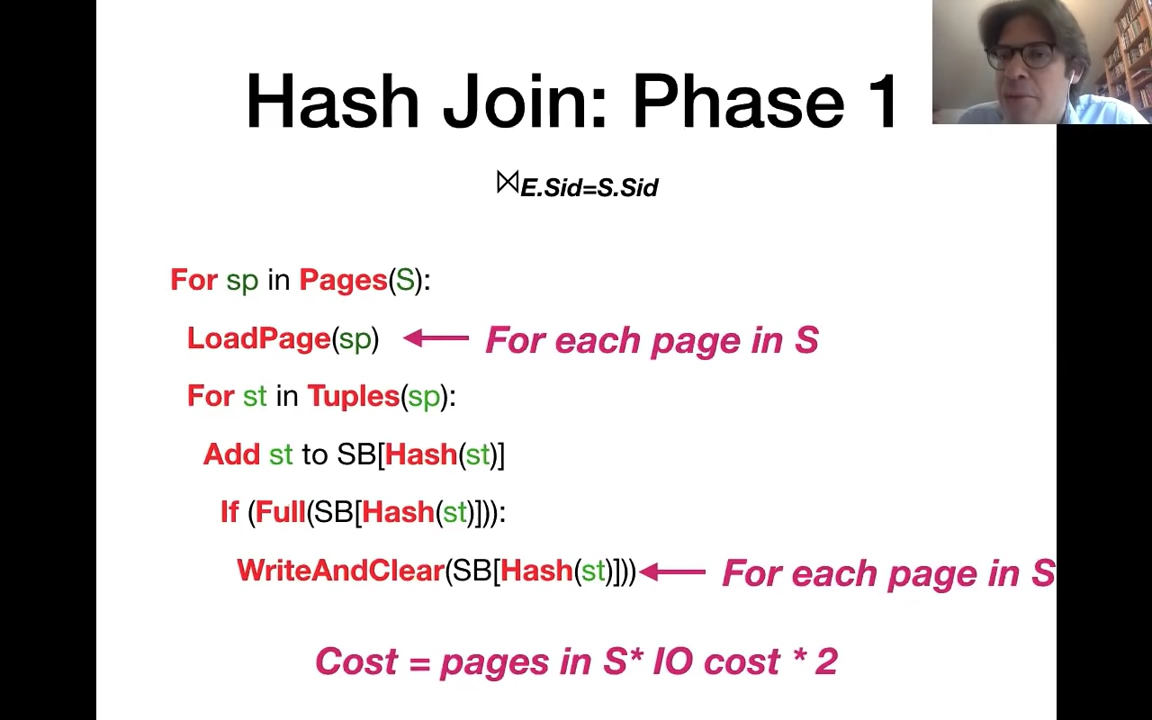 Hash Join: Phase 1
⋈E.Sid=S.Sid
For sp in Pages(S):
LoadPage(sp) For each page in S
For st in Tuples(sp):
Add st to SB[Hash(st)]
If (Full(SB[Hash(st)])):
WriteAndClear(SB[Hash(st)])) For each page in S
Cost = pages in S* IO cost * 2